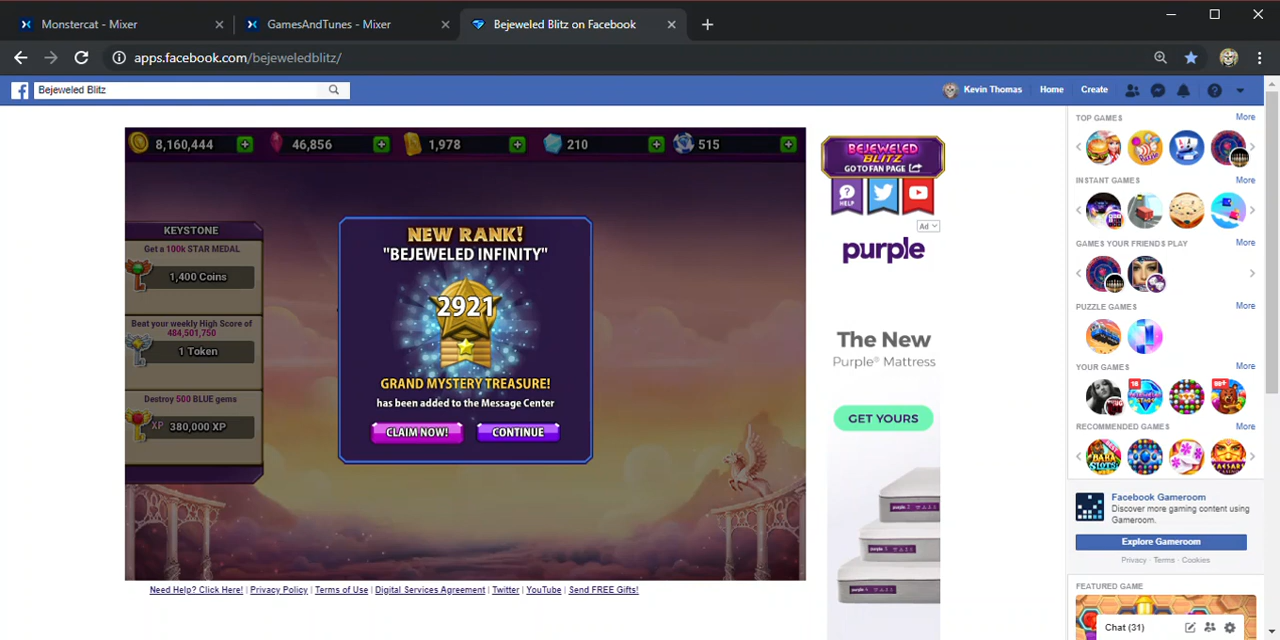 Monstercat - Mixer
GamesAndTunes - Mixer
Bejeweled Blitz on Facebook
apps.facebook.com/bejeweledblitz/
Bejeweled Blitz
Kevin Thomas
Home
Create
8,160,444
46,856
1,978
210
515
KEYSTONE
Get a 100k STAR MEDAL
1,400 Coins
Beat your weekly High Score of
484,501,750
1 Token
Destroy 500 BLUE gems
XP 380,000 XP
NEW RANK!
"BEJEWELED INFINITY"
2921
GRAND MYSTERY TREASURE!
has been added to the Message Center
CLAIM NOW!
CONTINUE
Need Help? Click Here! | Privacy Policy | Terms of Use | Digital Services Agreement | Twitter | YouTube | Send FREE Gifts!
BEJEWELED
BLITZ
GO TO FAN PAGE
HELP
Ad
purple
The New
Purple® Mattress
GET YOURS
TOP GAMES
More
INSTANT GAMES
More
GAMES YOUR FRIENDS PLAY
More
PUZZLE GAMES
More
YOUR GAMES
More
RECOMMENDED GAMES
More
Facebook Gameroom
Discover more gaming content using
Gameroom.
Explore Gameroom
Privacy · Terms · Cookies
FEATURED GAME
Chat (31)